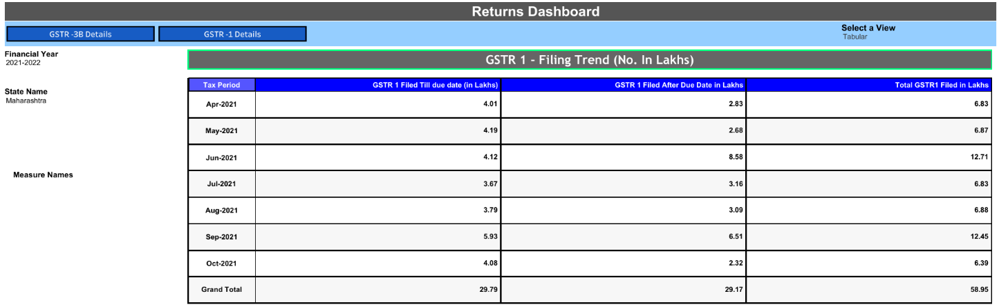 Returns Dashboard
GSTR -3B Details GSTR -1 Details Select a View
Tabular
Financial Year
2021-2022
GSTR 1 - Filing Trend (No. In Lakhs)
State Name
Maharashtra
Measure Names
Tax Period GSTR 1 Filed Till due date (in Lakhs) GSTR 1 Filed After Due Date in Lakhs Total GSTR1 Filed in Lakhs
Apr-2021 4.01 2.83 6.83
May-2021 4.19 2.68 6.87
Jun-2021 4.12 8.58 12.71
Jul-2021 3.67 3.16 6.83
Aug-2021 3.79 3.09 6.88
Sep-2021 5.93 6.51 12.45
Oct-2021 4.08 2.32 6.39
Grand Total 29.79 29.17 58.95